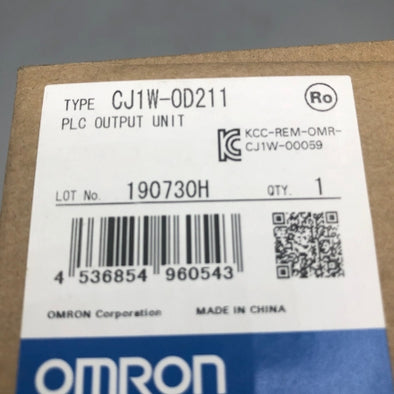 TYPE CJ1W-OD211
Ro
PLC OUTPUT UNIT
KCC-REM-OMR-
CJ1W-00059
LOT No. 190730H QTY. 1
4 536854 960543
OMRON Corporation MADE IN CHINA
OMRON